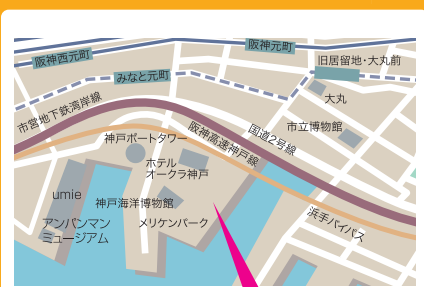 阪神元町
阪神西元町
旧居留地・大丸前
みなと元町
大丸
市営地下鉄湾岸線
市立博物館
国道2号線
阪神高速神戸線
神戸ポートタワー
ホテル
オークラ神戸
umie
神戸海洋博物館
アンパンマン
ミュージアム
メリケンパーク
浜手バイパス